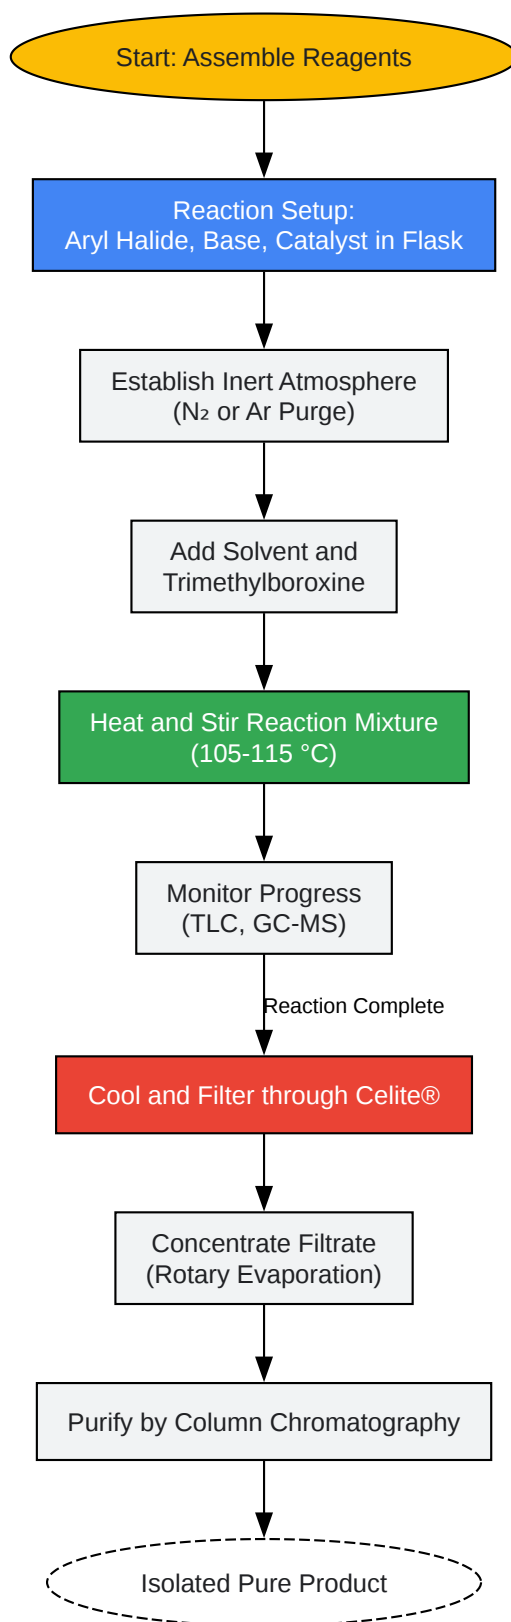 Start: Assemble Reagents
Reaction Setup:
Aryl Halide, Base, Catalyst in Flask
Establish Inert Atmosphere
(N₂ or Ar Purge)
Add Solvent and
Trimethylboroxine
Heat and Stir Reaction Mixture
(105-115 °C)
Monitor Progress
(TLC, GC-MS)
Reaction Complete
Cool and Filter through Celite®
Concentrate Filtrate
(Rotary Evaporation)
Purify by Column Chromatography
Isolated Pure Product